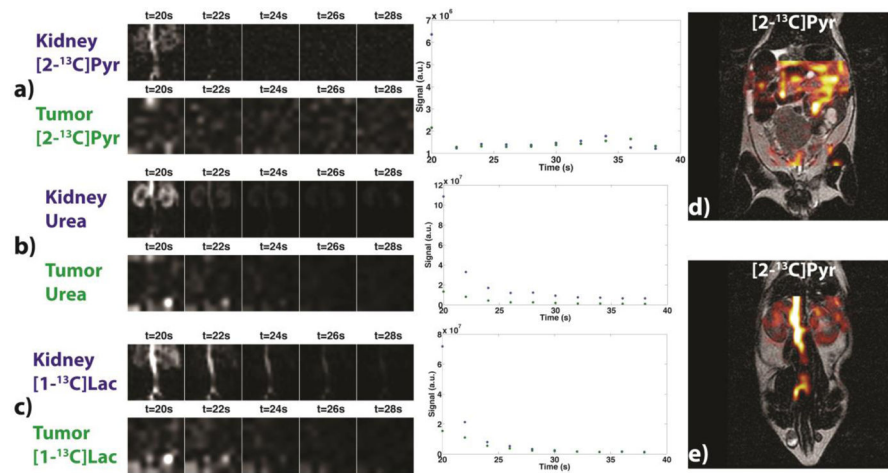 t=20s t=22s t=24s t=26s t=28s
Kidney
[2-¹³C]Pyr
a)
t=20s t=22s t=24s t=26s t=28s
Tumor
[2-¹³C]Pyr
x 10⁶
7
6
5
4
3
2
1
Signal (a.u.)
20 25 30 35 40
Time (s)
t=20s t=22s t=24s t=26s t=28s
Kidney
Urea
b)
t=20s t=22s t=24s t=26s t=28s
Tumor
Urea
x 10⁷
12
10
8
6
4
2
0
Signal (a.u.)
20 25 30 35 40
Time (s)
t=20s t=22s t=24s t=26s t=28s
Kidney
[1-¹³C]Lac
c)
t=20s t=22s t=24s t=26s t=28s
Tumor
[1-¹³C]Lac
x 10⁷
8
7
6
5
4
3
2
1
0
Signal (a.u.)
20 25 30 35 40
Time (s)
[2-¹³C]Pyr
d)
[2-¹³C]Pyr
e)